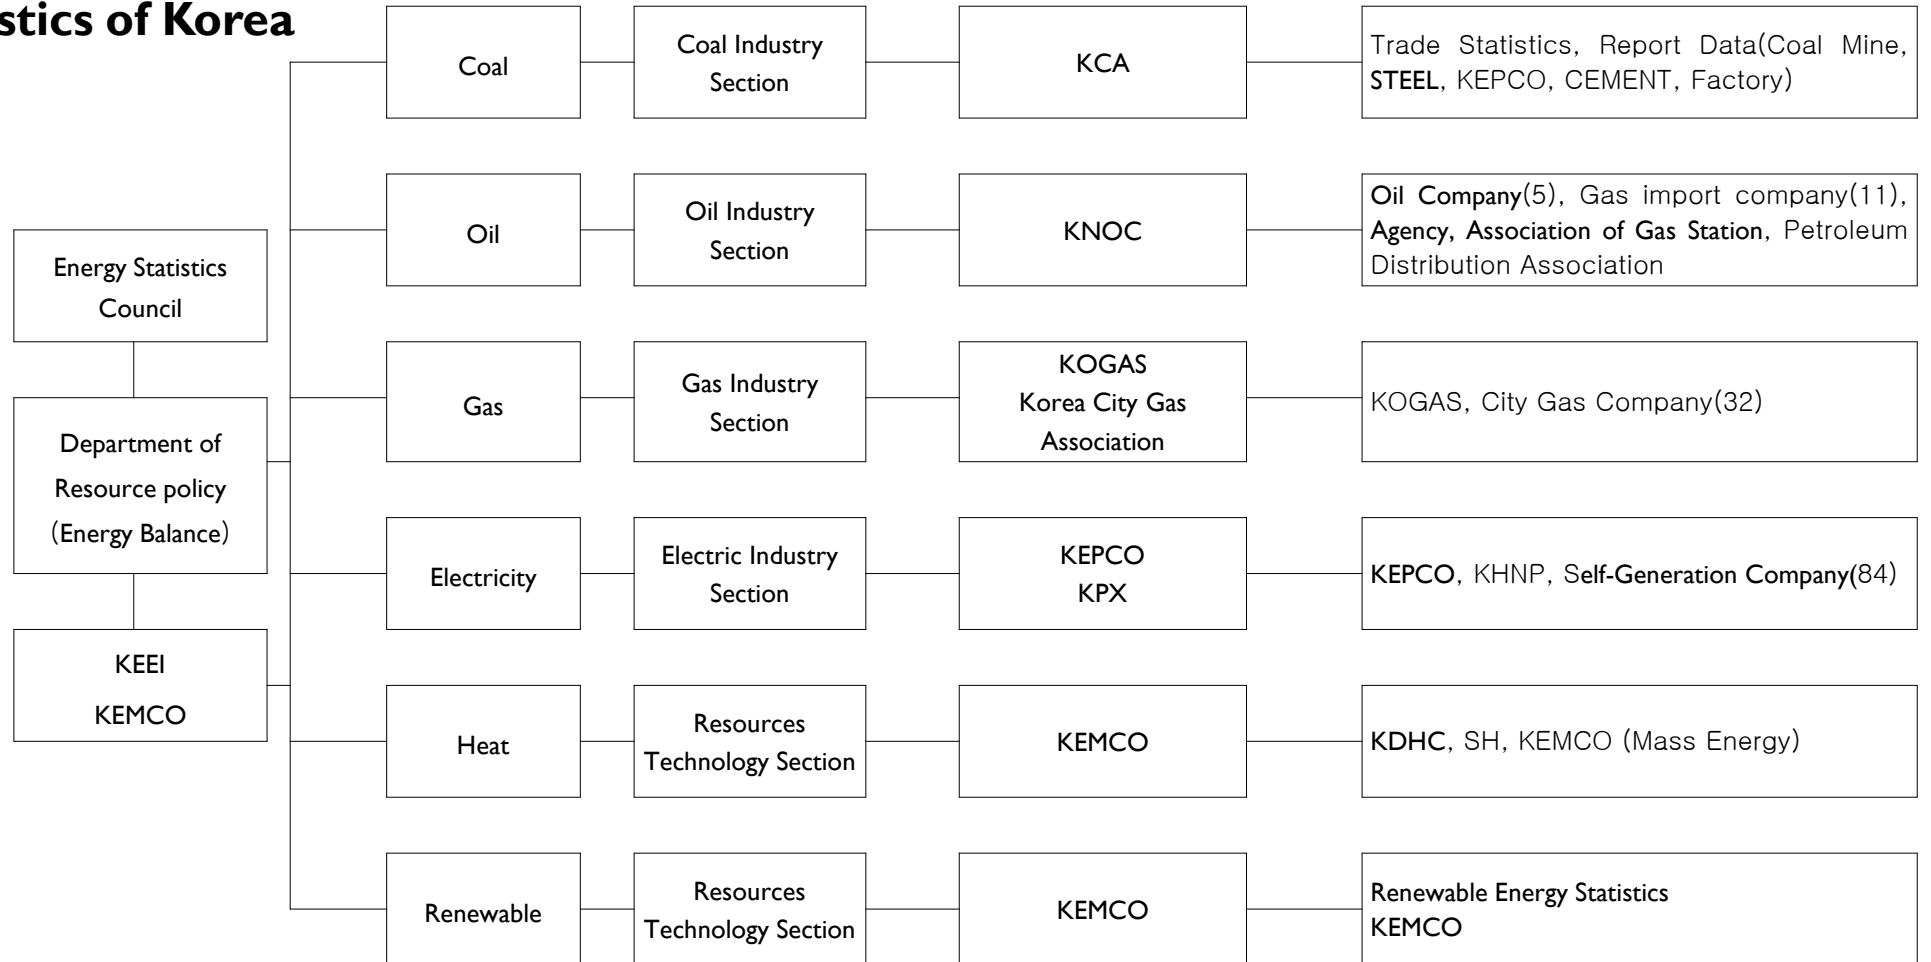 stics of Korea
Energy Statistics
Council
Department of
Resource policy
(Energy Balance)
KEEI
KEMCO
Coal
Coal Industry
Section
KCA
Trade Statistics, Report Data(Coal Mine,
STEEL, KEPCO, CEMENT, Factory)
Oil
Oil Industry
Section
KNOC
Oil Company(5), Gas import company(11),
Agency, Association of Gas Station, Petroleum
Distribution Association
Gas
Gas Industry
Section
KOGAS
Korea City Gas
Association
KOGAS, City Gas Company(32)
Electricity
Electric Industry
Section
KEPCO
KPX
KEPCO, KHNP, Self-Generation Company(84)
Heat
Resources
Technology Section
KEMCO
KDHC, SH, KEMCO (Mass Energy)
Renewable
Resources
Technology Section
KEMCO
Renewable Energy Statistics
KEMCO